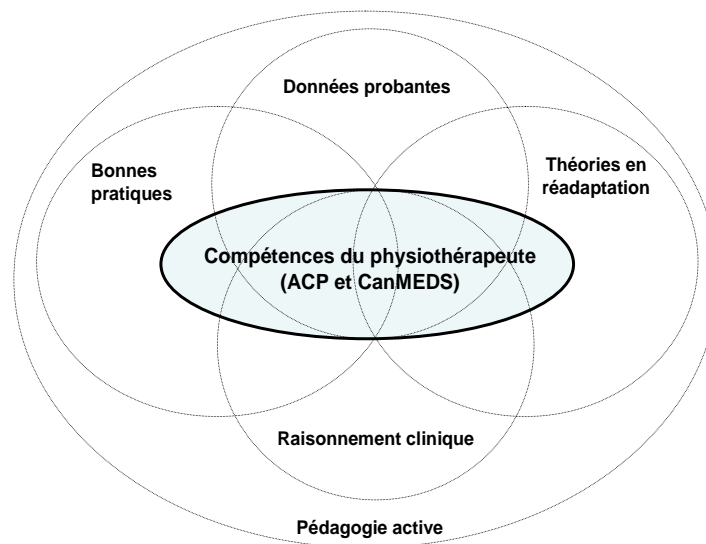 Données probantes
Bonnes
pratiques
Théories en
réadaptation
Compétences du physiothérapeute
(ACP et CanMEDS)
Raisonnement clinique
Pédagogie active